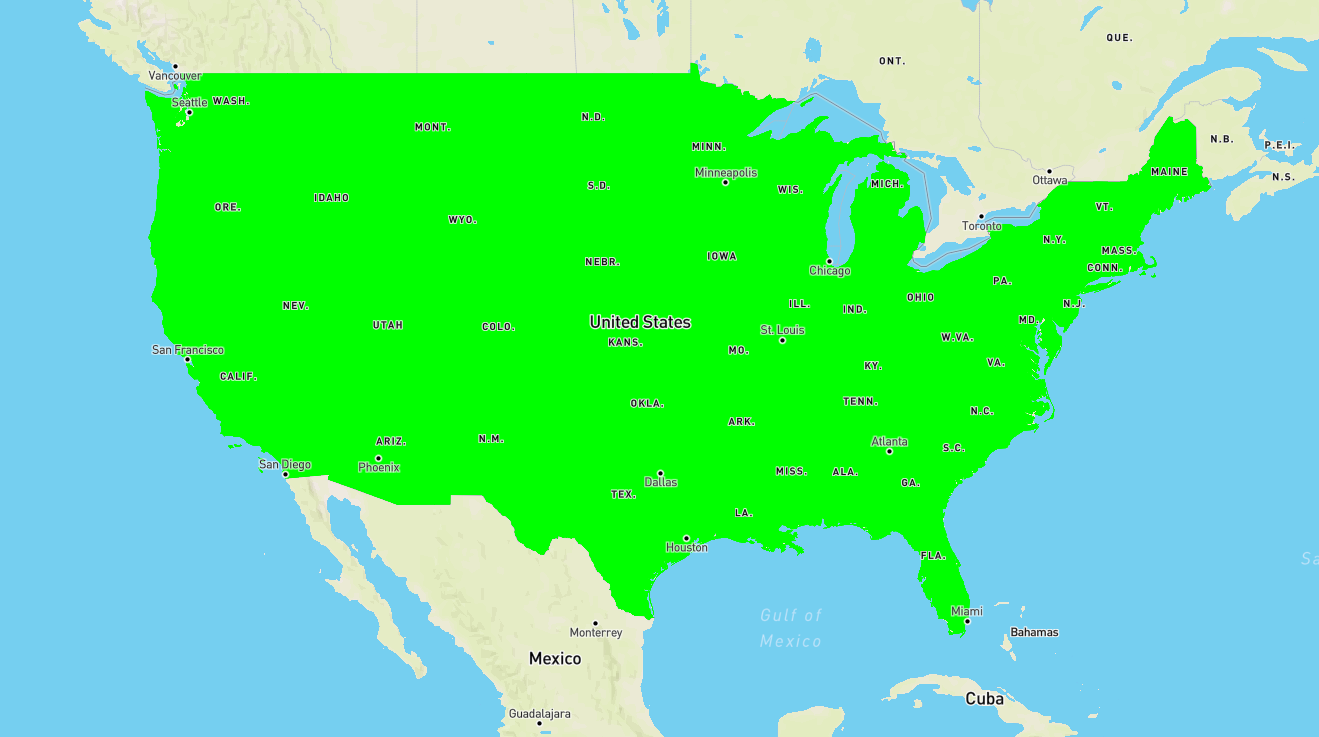 QUE.
ONT.
Vancouver
Seattle
WASH.
N.D.
MONT.
N.B.
P.E.I.
MINN.
Minneapolis
MAINE
N.S.
Ottawa
S.D.
WIS.
MICH.
IDAHO
ORE.
VT.
WYO.
Toronto
N.Y.
MASS.
NEBR.
IOWA
Chicago
CONN.
PA.
OHIO
NEV.
ILL.
IND.
N.J.
UTAH
COLO.
United States
MD.
St. Louis
KANS.
W.VA.
San Francisco
MO.
VA.
KY.
CALIF.
OKLA.
TENN.
N.C.
ARK.
ARIZ.
N.M.
Atlanta
S.C.
San Diego
Phoenix
MISS.
ALA.
Dallas
GA.
TEX.
LA.
Houston
FLA.
Sa
Miami
Gulf of
Mexico
Monterrey
Bahamas
Mexico
Cuba
Guadalajara